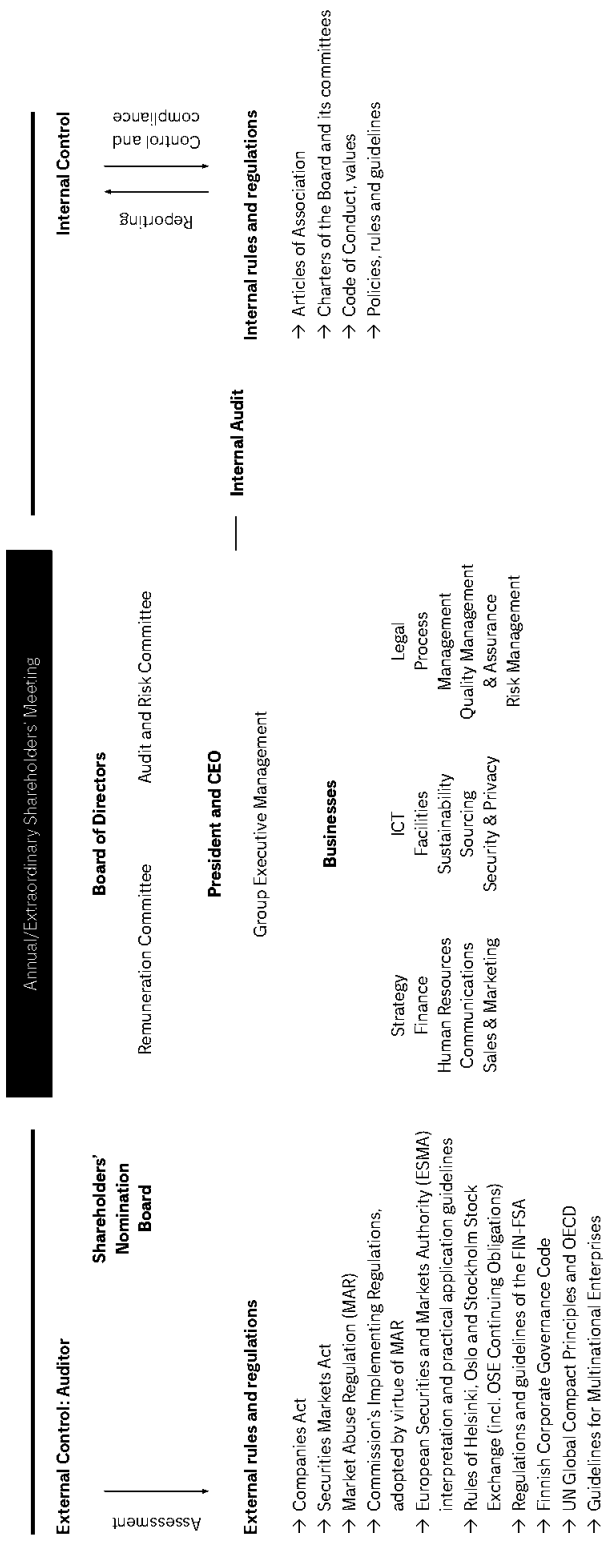 Annual/Extraordinary Shareholders' Meeting
External Control: Auditor
Assessment
External rules and regulations
→ Companies Act
→ Securities Markets Act
→ Market Abuse Regulation (MAR)
→ Commission's Implementing Regulations,
adopted by virtue of MAR
→ European Securities and Markets Authority (ESMA)
interpretation and practical application guidelines
→ Rules of Helsinki, Oslo and Stockholm Stock
Exchange (incl. OSE Continuing Obligations)
→ Regulations and guidelines of the FIN-FSA
→ Finnish Corporate Governance Code
→ UN Global Compact Principles and OECD
→ Guidelines for Multinational Enterprises
Shareholders'
Nomination
Board
Board of Directors
Remuneration Committee
Audit and Risk Committee
President and CEO
Group Executive Management
Businesses
Strategy
Finance
Human Resources
Communications
Sales & Marketing
ICT
Facilities
Sustainability
Sourcing
Security & Privacy
Legal
Process
Management
Quality Management
& Assurance
Risk Management
Internal Audit
Internal Control
Reporting
Control and
compliance
Internal rules and regulations
→ Articles of Association
→ Charters of the Board and its committees
→ Code of Conduct, values
→ Policies, rules and guidelines